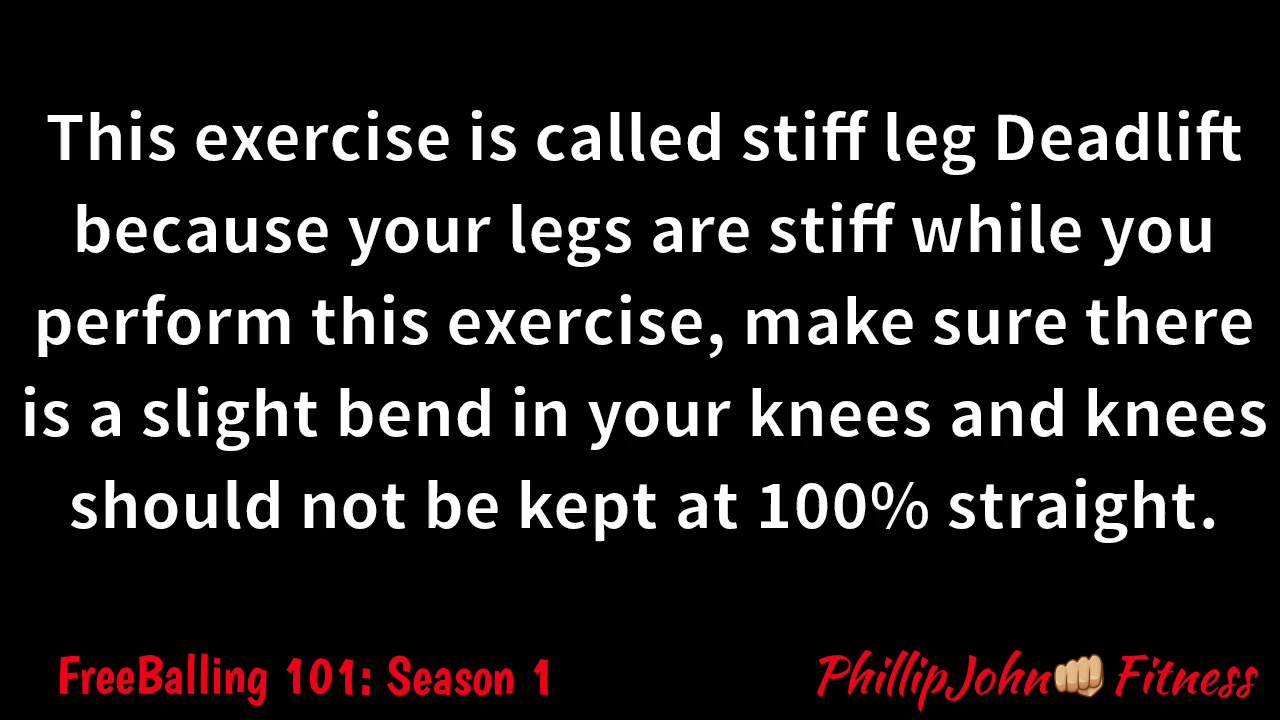 This exercise is called stiff leg Deadlift
because your legs are stiff while you
perform this exercise, make sure there
is a slight bend in your knees and knees
should not be kept at 100% straight.
FreeBalling 101: Season 1
PhillipJohn👊🏼 Fitness